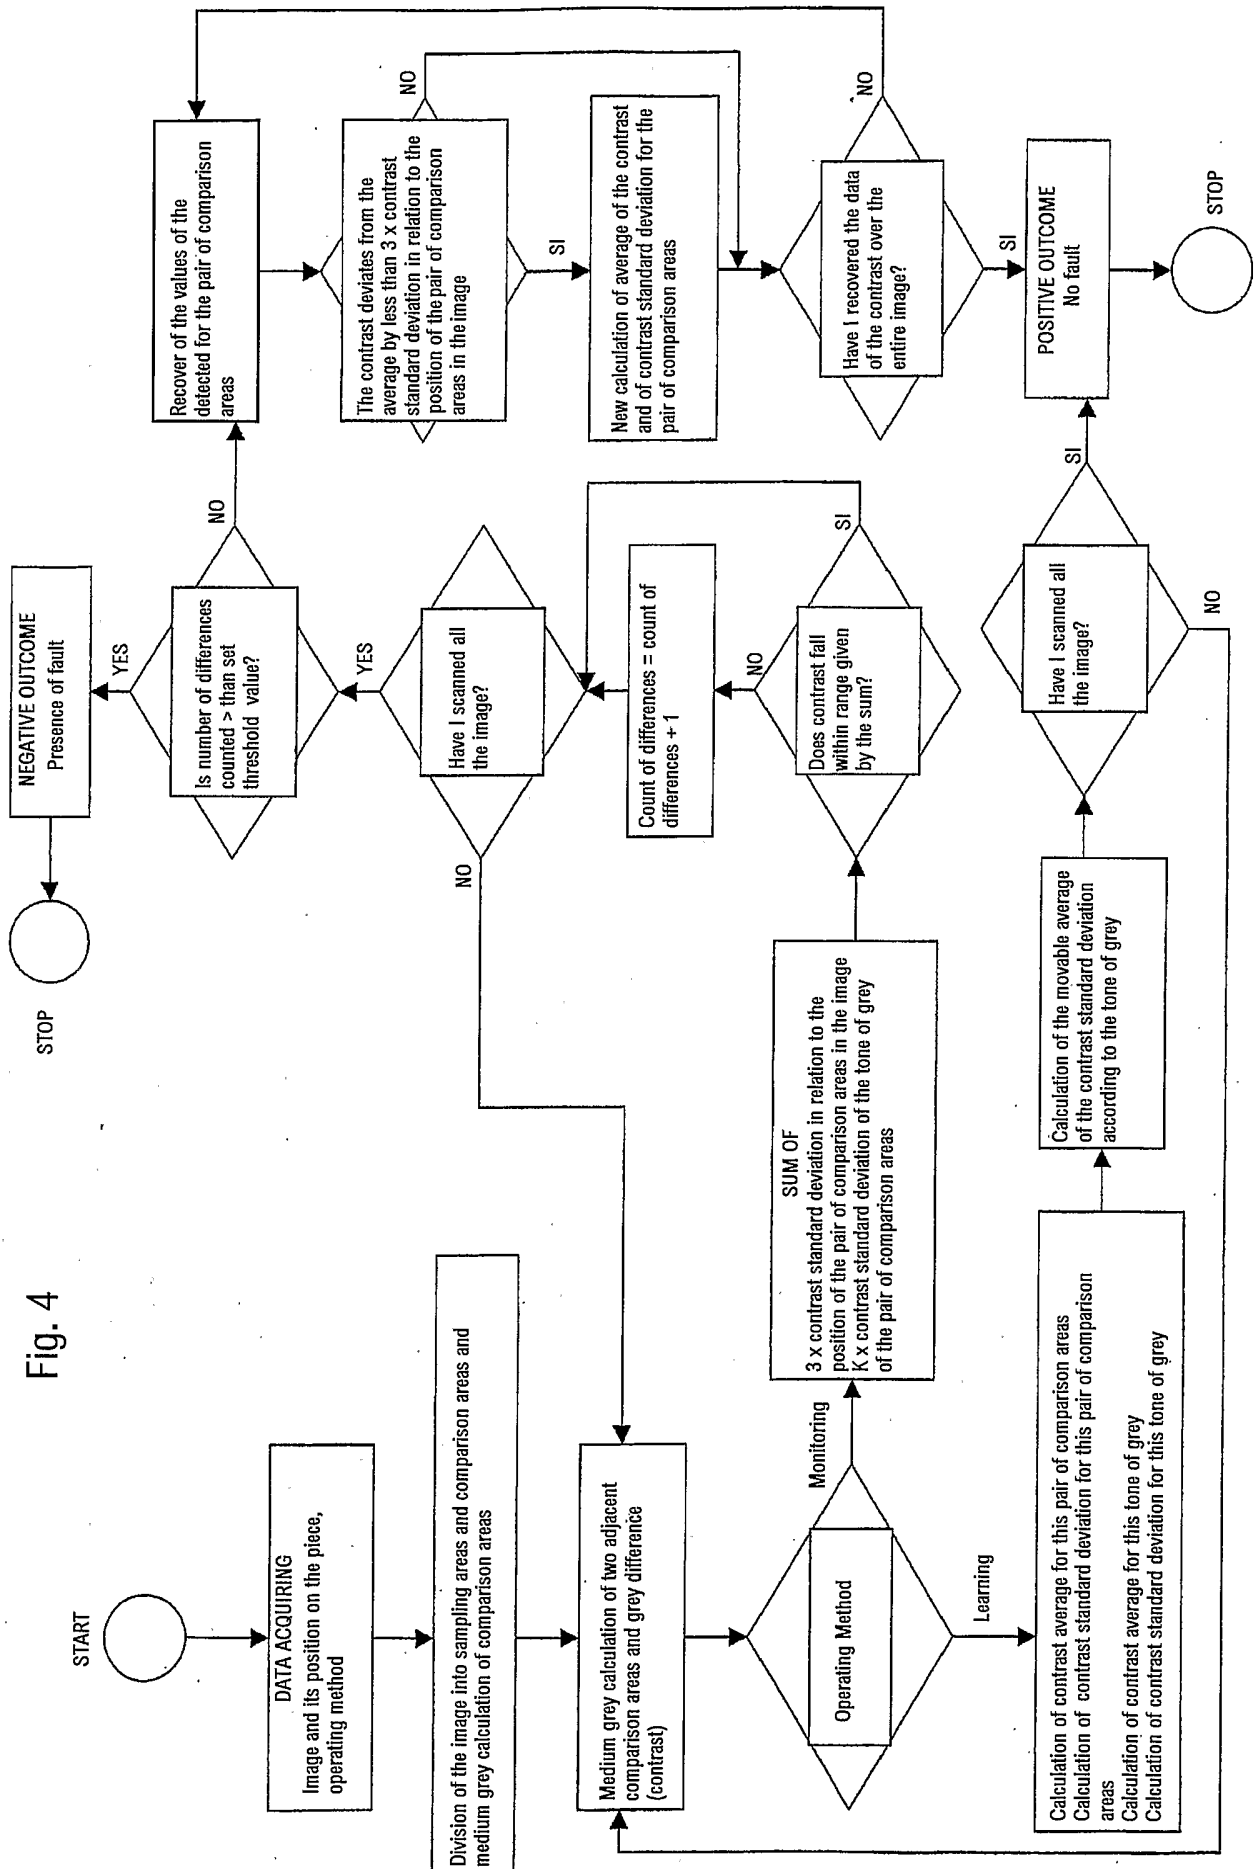 Fig. 4
START
DATA ACQUIRING
Image and its position on the piece,
operating method
Division of the image into sampling areas and comparison areas and
medium grey calculation of comparison areas
Medium grey calculation of two adjacent
comparison areas and grey difference
(contrast)
Operating Method
Monitoring
Learning
Calculation of contrast average for this pair of comparison areas
Calculation of contrast standard deviation for this pair of comparison
areas
Calculation of contrast average for this tone of grey
Calculation of contrast standard deviation for this tone of grey
Calculation of the movable average
of the contrast standard deviation
according to the tone of grey
Have I scanned all
the image?
NO
SI
SUM OF
3 x contrast standard deviation in relation to the
position of the pair of comparison areas in the image
K x contrast standard deviation of the tone of grey
of the pair of comparison areas
Does contrast fall
within range given
by the sum?
NO
SI
Count of differences = count of
differences + 1
Have I scanned all
the image?
NO
YES
Is number of differences
counted > than set
threshold value?
YES
NO
NEGATIVE OUTCOME
Presence of fault
STOP
Recover of the values of the
detected for the pair of comparison
areas
The contrast deviates from the
average by less than 3 x contrast
standard deviation in relation to the
position of the pair of comparison
areas in the image
NO
SI
New calculation of average of the contrast
and of contrast standard deviation for the
pair of comparison areas
Have I recovered the data
of the contrast over the
entire image?
NO
SI
POSITIVE OUTCOME
No fault
STOP